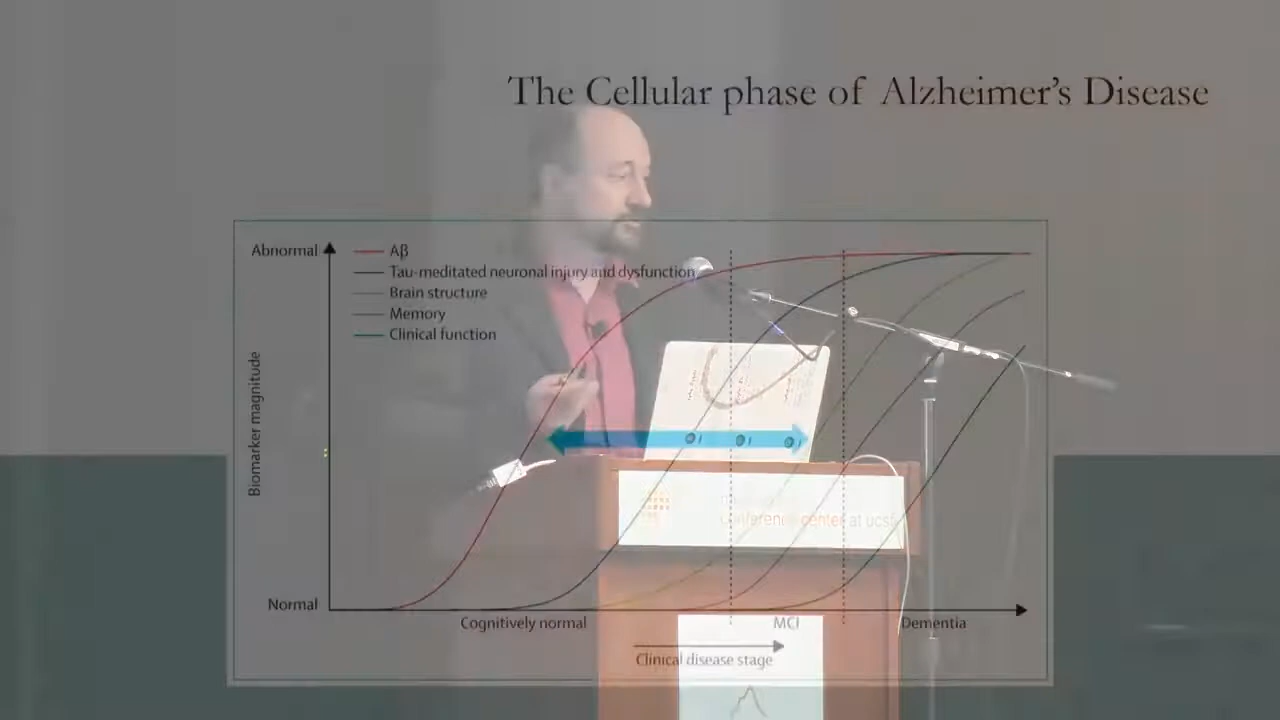 The Cellular phase of Alzheimer's Disease
Abnormal
Aβ
Tau-meditated neuronal injury and dysfunction
Brain structure
Memory
Clinical function
Biomarker magnitude
Normal
Cognitively normal
MCI
Dementia
Clinical disease stage
conference center at ucsf